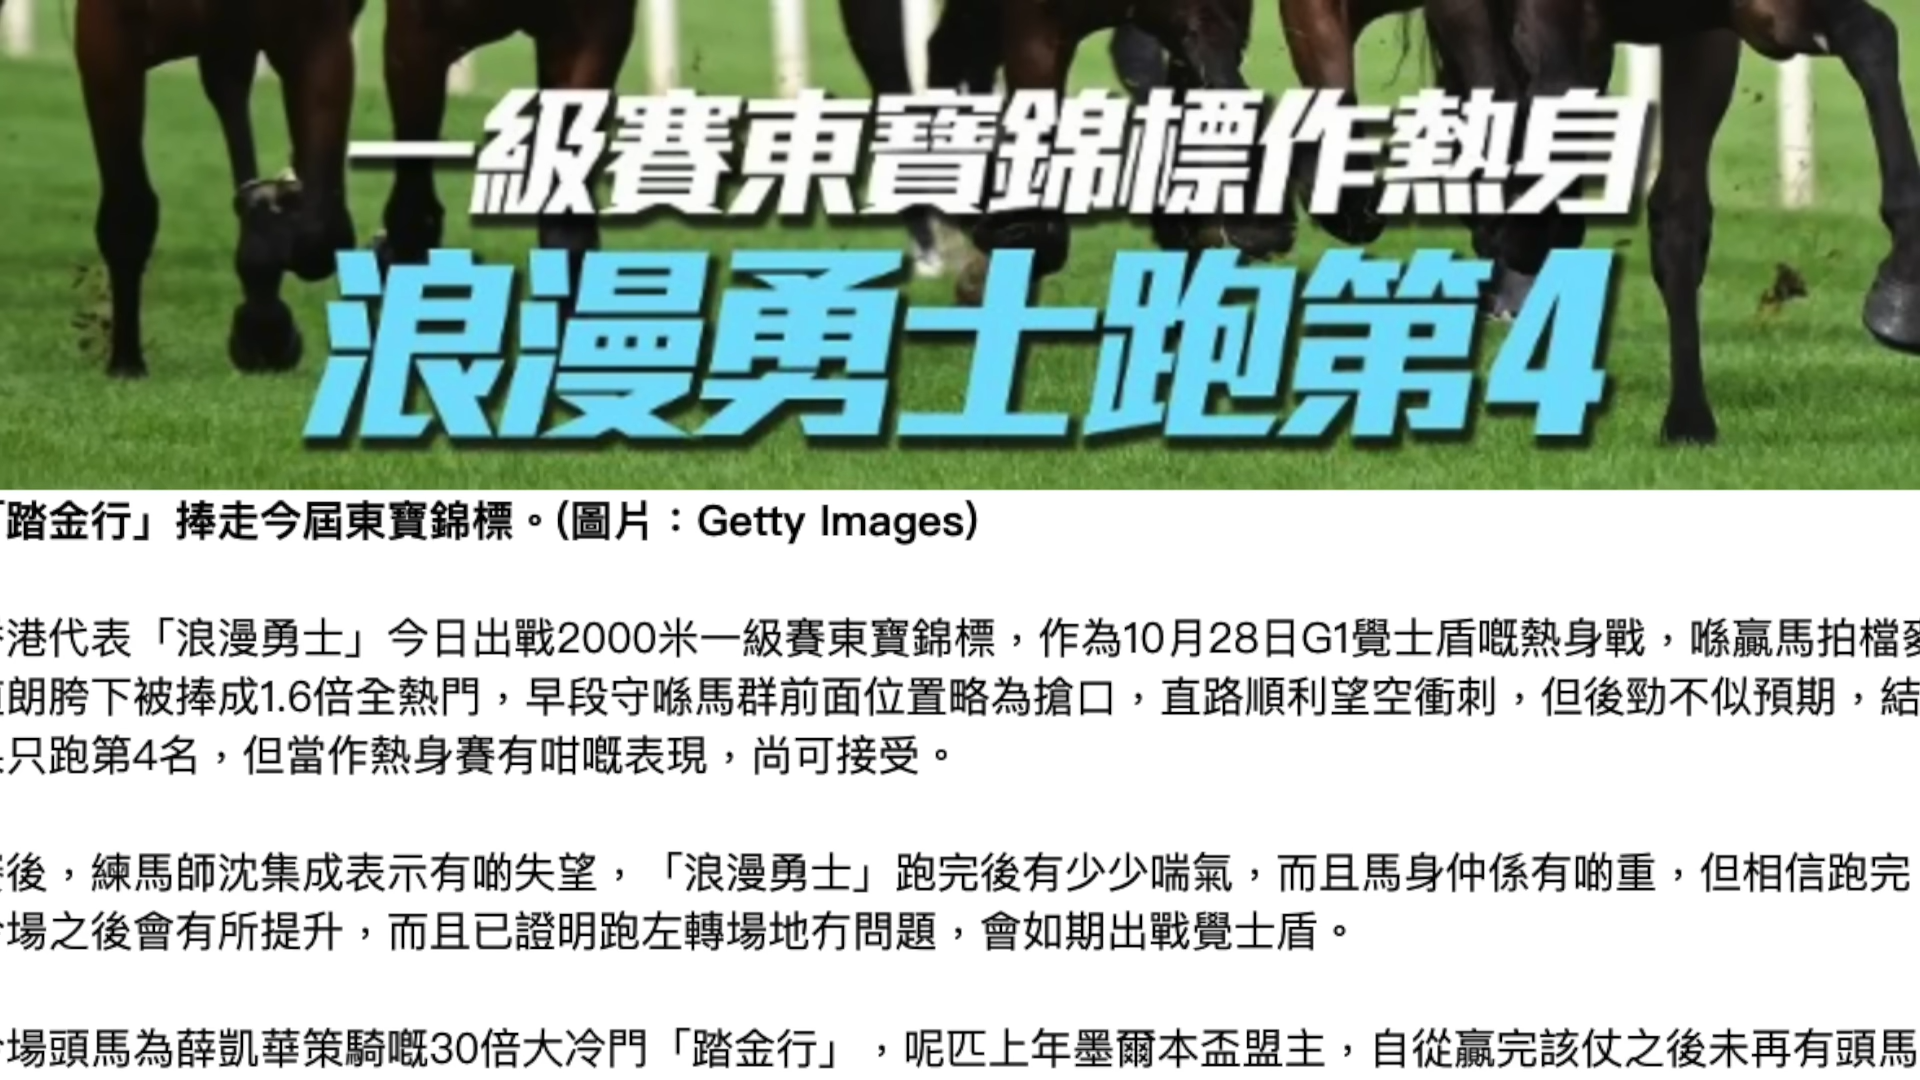 一級賽東寶錦標作熱身
浪漫勇士跑第4
「踏金行」捧走今屆東寶錦標。(圖片：Getty Images)
港代表「浪漫勇士」今日出戰2000米一級賽東寶錦標，作為10月28日G1覺士盾嘅熱身戰，喺贏馬拍檔麥
朗胯下被捧成1.6倍全熱門，早段守喺馬群前面位置略為搶口，直路順利望空衝刺，但後勁不似預期，結
只跑第4名，但當作熱身賽有咁嘅表現，尚可接受。
後，練馬師沈集成表示有啲失望，「浪漫勇士」跑完後有少少喘氣，而且馬身仲係有啲重，但相信跑完
場之後會有所提升，而且已證明跑左轉場地冇問題，會如期出戰覺士盾。
場頭馬為薛凱華策騎嘅30倍大冷門「踏金行」，呢匹上年墨爾本盃盟主，自從贏完該仗之後未再有頭馬